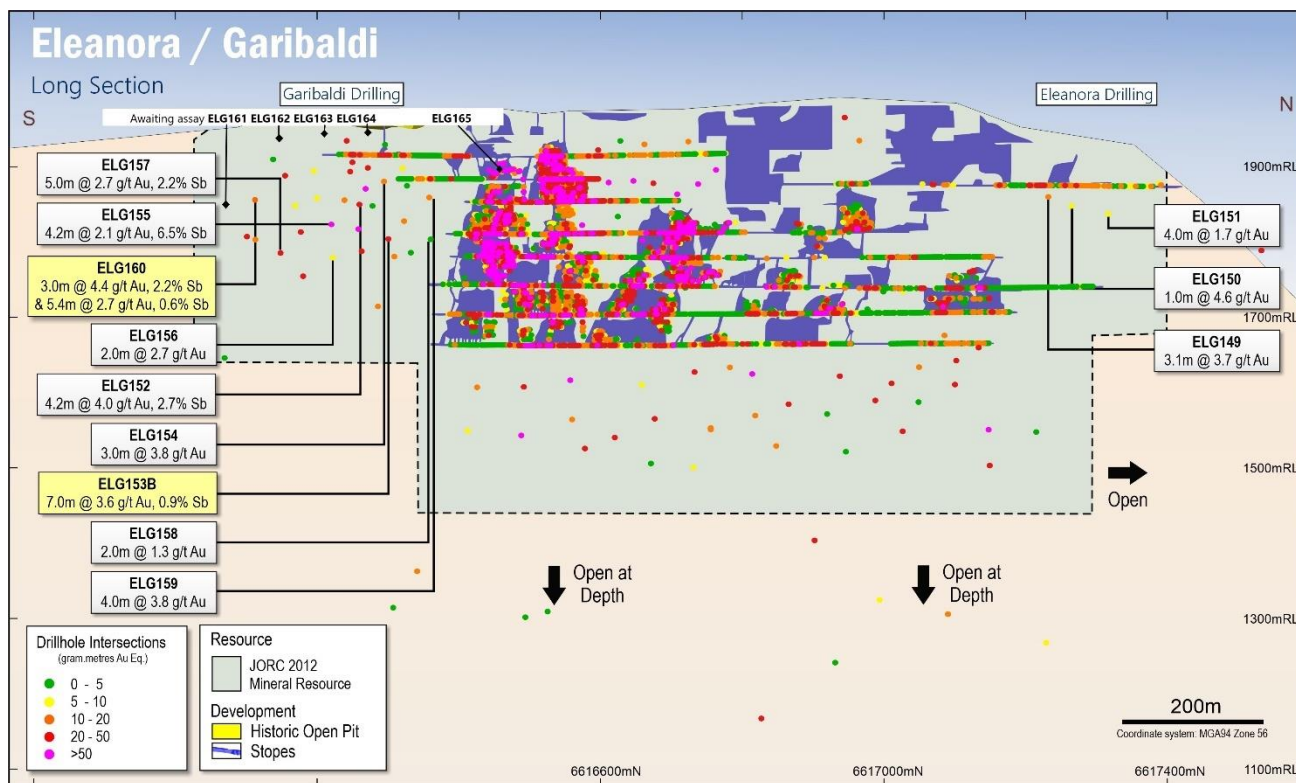 Eleanora / Garibaldi
Long Section
S
N
Garibaldi Drilling
Eleanora Drilling
Awaiting assay ELG161 ELG162 ELG163 ELG164 ELG165
ELG157
5.0m @ 2.7 g/t Au, 2.2% Sb
ELG155
4.2m @ 2.1 g/t Au, 6.5% Sb
ELG160
3.0m @ 4.4 g/t Au, 2.2% Sb
& 5.4m @ 2.7 g/t Au, 0.6% Sb
ELG156
2.0m @ 2.7 g/t Au
ELG152
4.2m @ 4.0 g/t Au, 2.7% Sb
ELG154
3.0m @ 3.8 g/t Au
ELG153B
7.0m @ 3.6 g/t Au, 0.9% Sb
ELG158
2.0m @ 1.3 g/t Au
ELG159
4.0m @ 3.8 g/t Au
1900mRL
ELG151
4.0m @ 1.7 g/t Au
ELG150
1.0m @ 4.6 g/t Au
1700mRL
ELG149
3.1m @ 3.7 g/t Au
1500mRL
Open
Open at
Depth
Open at
Depth
1300mRL
Drillhole Intersections
(gram.metres Au Eq.)
0 - 5
5 - 10
10 - 20
20 - 50
>50
Resource
JORC 2012
Mineral Resource
Development
Historic Open Pit
Stopes
200m
Coordinate system: MGA94 Zone 56
6616600mN
6617000mN
6617400mN
1100mRL